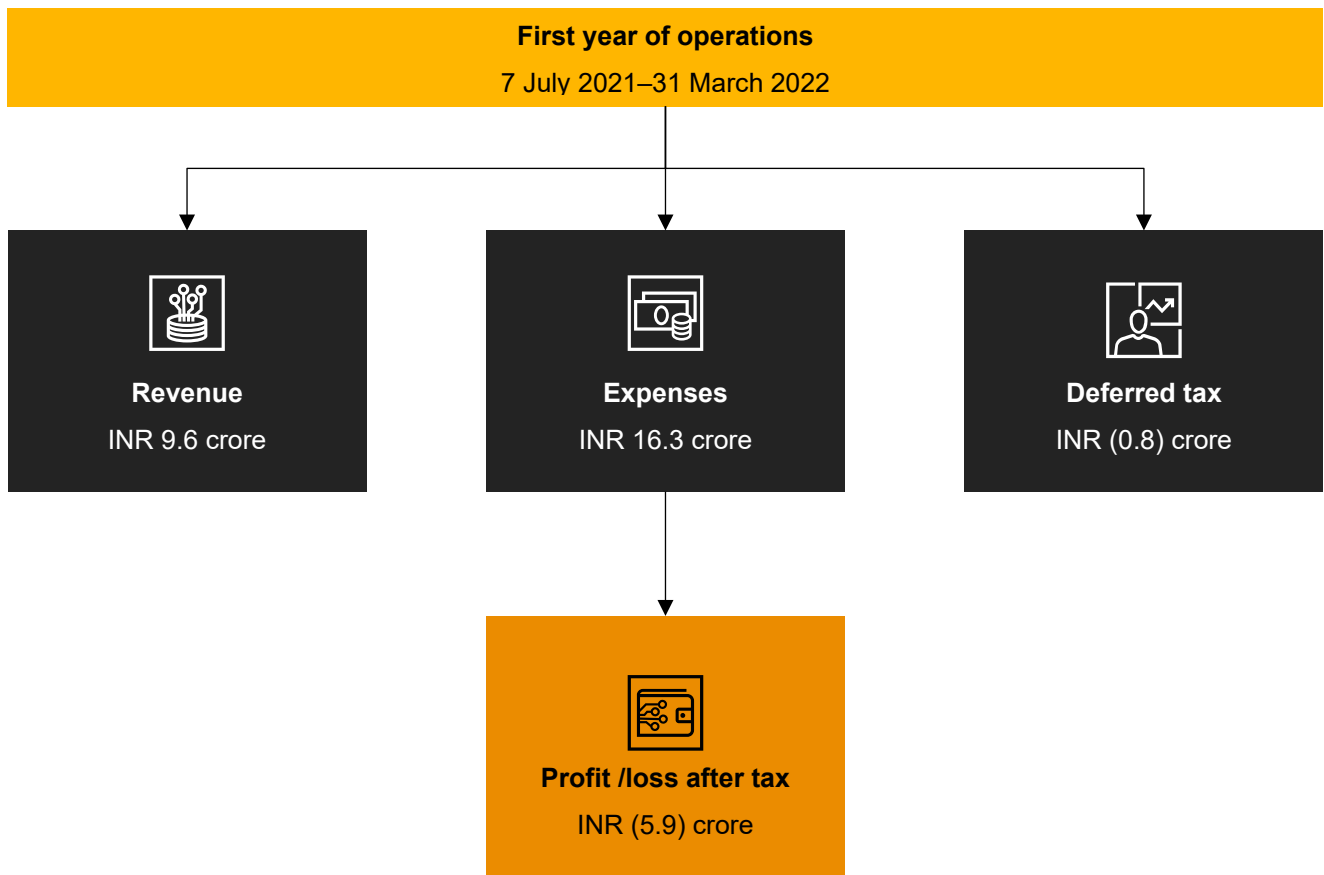 First year of operations
7 July 2021–31 March 2022
Revenue
INR 9.6 crore
Expenses
INR 16.3 crore
Deferred tax
INR (0.8) crore
Profit /loss after tax
INR (5.9) crore